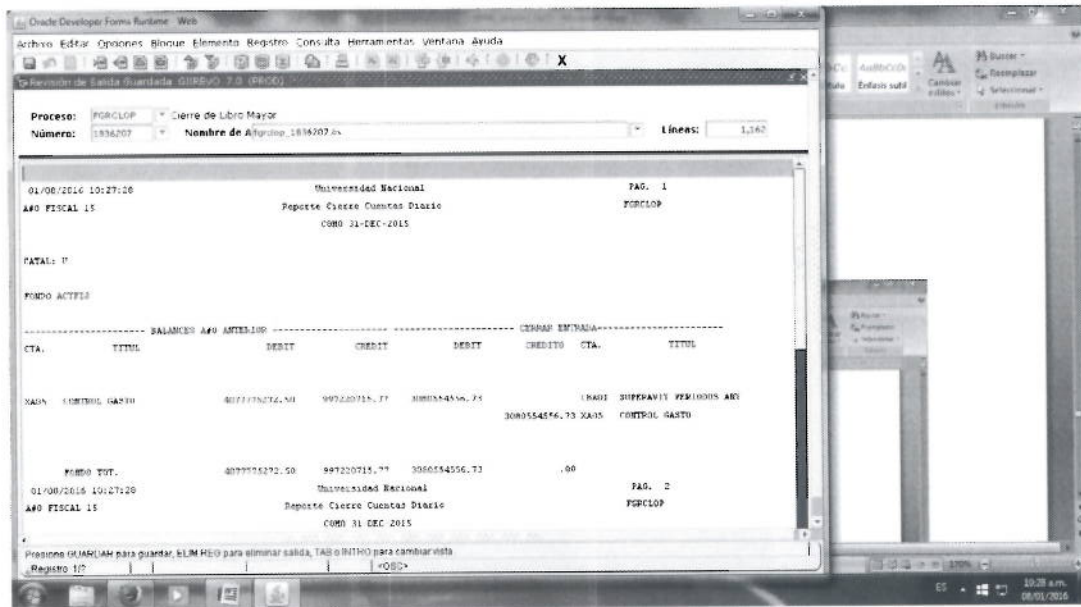 Oracle Developer Forms Runtime - Web
Archivo Editar Opciones Bloque Elemento Registro Consulta Herramientas Ventana Ayuda
Revisión de Salida Guardada GJIREVO 7.0 (PROD)
Proceso: FGRCLOP Cierre de Libro Mayor
Número: 1836207 Nombre de A fgrclop_1836207.lis Líneas: 1,162
01/08/2016 10:27:28 Universidad Nacional PAG. 1
A#O FISCAL 15 Reporte Cierre Cuentas Diario FGRCLOP
COMO 31-DEC-2015
CATAL: U
FONDO
BALANCES A#O ANTERIOR CERRAR ENTRADA
CTA. TITUL DEBIT CREDIT DEBIT CREDITO CTA. TITUL
XA05 CONTROL GASTO 4077775272.50 997220715.77 3080554556.73 SUPERAVIT PERIODOS ANT
3080554556.73 XA05 CONTROL GASTO
FONDO TOT. 4077775272.50 997220715.77 3080554556.73 .00
01/08/2016 10:27:28 Universidad Nacional PAG. 2
A#O FISCAL 15 Reporte Cierre Cuentas Diario FGRCLOP
COMO 31-DEC-2015
Presione GUARDAR para guardar, ELIM REG para eliminar salida, TAB o INTRO para cambiar vista
Registro: 1/? <OSC>
Énfasis sutil
Cambiar estilos
Buscar
Reemplazar
Seleccionar
170%
ES 10:28 a.m.
08/01/2016